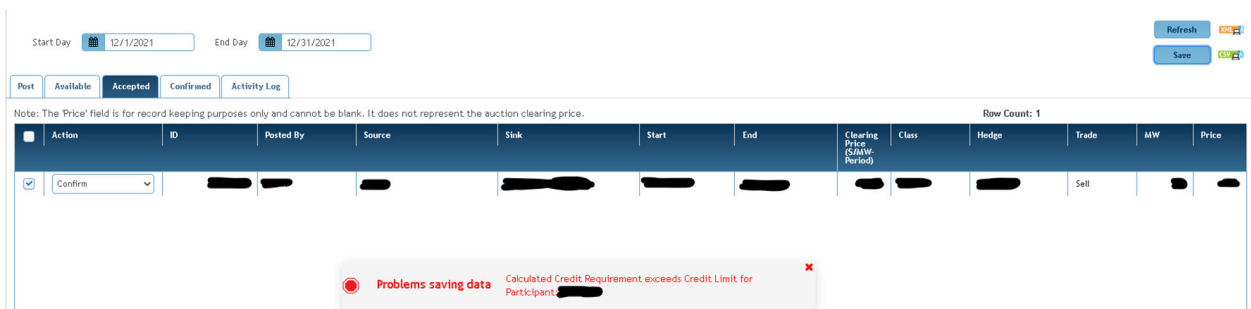 Start Day 12/1/2021 End Day 12/31/2021 Refresh XML
Save CSV
Post Available Accepted Confirmed Activity Log
Note: The 'Price' field is for record keeping purposes only and cannot be blank. It does not represent the auction clearing price. Row Count: 1
Action ID Posted By Source Sink Start End Clearing Price ($/MW-Period) Class Hedge Trade MW Price
Confirm Sell
Problems saving data Calculated Credit Requirement exceeds Credit Limit for
Participant: